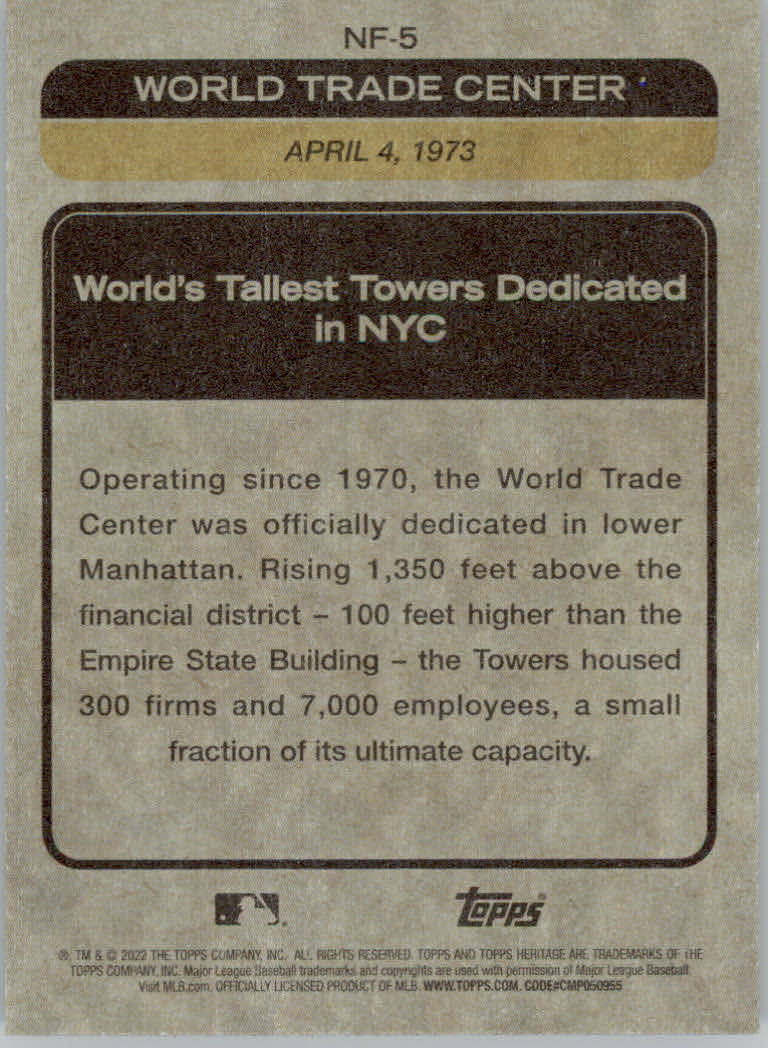 NF-5
WORLD TRADE CENTER
APRIL 4, 1973
World's Tallest Towers Dedicated
in NYC
Operating since 1970, the World Trade
Center was officially dedicated in lower
Manhattan. Rising 1,350 feet above the
financial district – 100 feet higher than the
Empire State Building – the Towers housed
300 firms and 7,000 employees, a small
fraction of its ultimate capacity.
topps®
®, TM & © 2022 THE TOPPS COMPANY, INC. ALL RIGHTS RESERVED. TOPPS AND TOPPS HERITAGE ARE TRADEMARKS OF THE
TOPPS COMPANY, INC. Major League Baseball trademarks and copyrights are used with permission of Major League Baseball.
Visit MLB.com. OFFICIALLY LICENSED PRODUCT OF MLB. WWW.TOPPS.COM. CODE#CMP050955